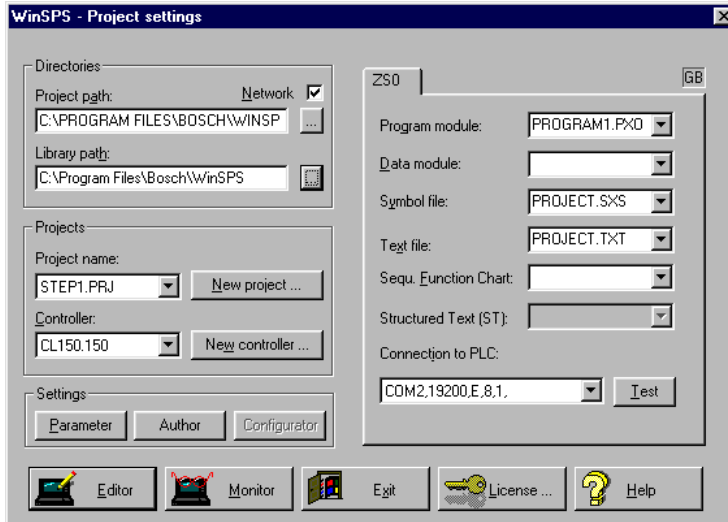 WinSPS - Project settings
Directories
Project path:
Network
C:\PROGRAM FILES\BOSCH\WINSP
...
Library path:
C:\Program Files\Bosch\WinSPS
Projects
Project name:
STEP1.PRJ
New project ...
Controller:
CL150.150
New controller ...
Settings
Parameter
Author
Configurator
ZS0
GB
Program module:
PROGRAM1.PXO
Data module:
Symbol file:
PROJECT.SXS
Text file:
PROJECT.TXT
Sequ. Function Chart:
Structured Text (ST):
Connection to PLC:
COM2,19200,E,8,1,
Test
Editor
Monitor
Exit
License ...
Help